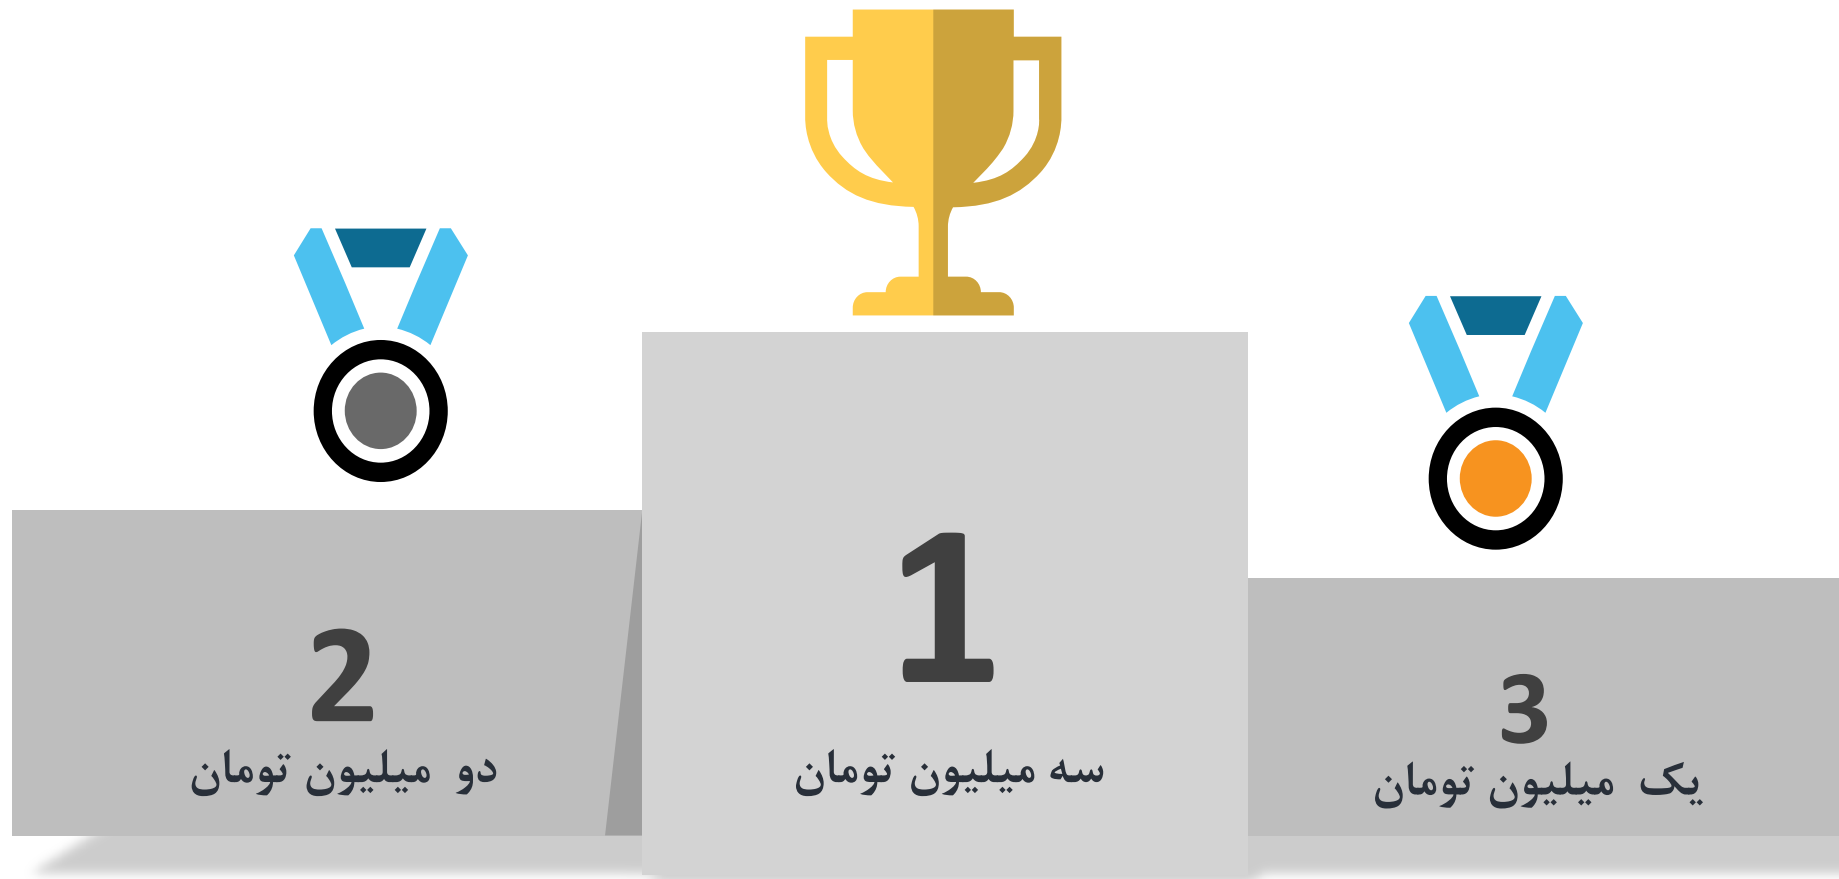 1
سه میلیون تومان
2
دو میلیون تومان
3
یک میلیون تومان